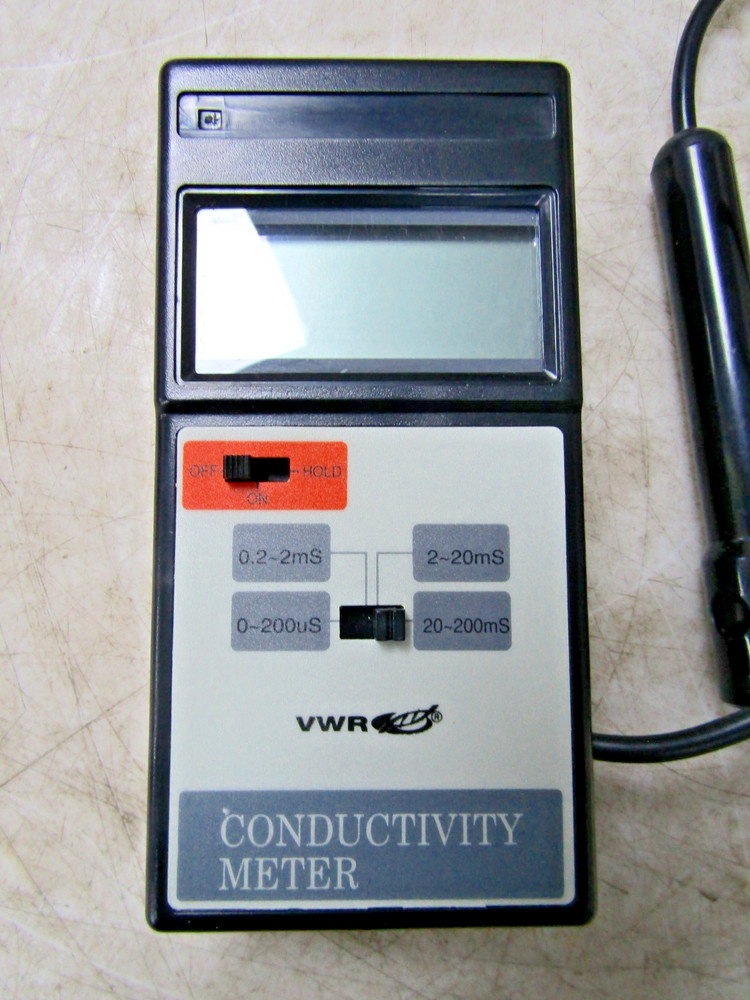 OFF HOLD
ON
0.2~2mS 2~20mS
0~200uS 20~200mS
VWR ®
CONDUCTIVITY
METER